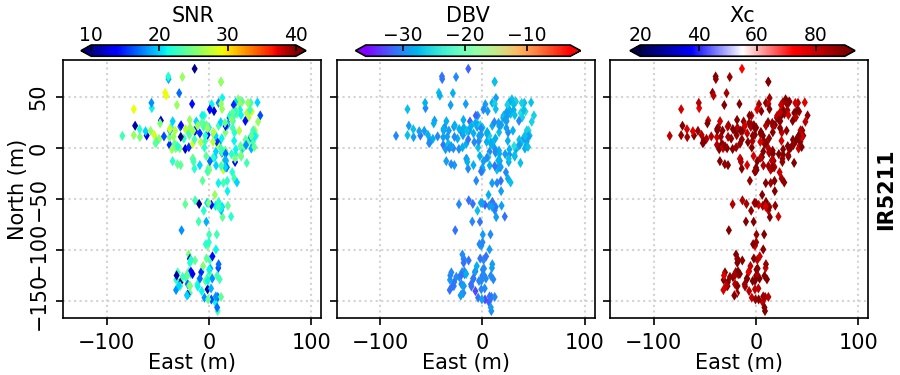 SNR DBV Xc
10 20 30 40 −30 −20 −10 20 40 60 80
50
0
−50
−100
−150
North (m)
IR5211
−100 0 100 −100 0 100 −100 0 100
East (m) East (m) East (m)